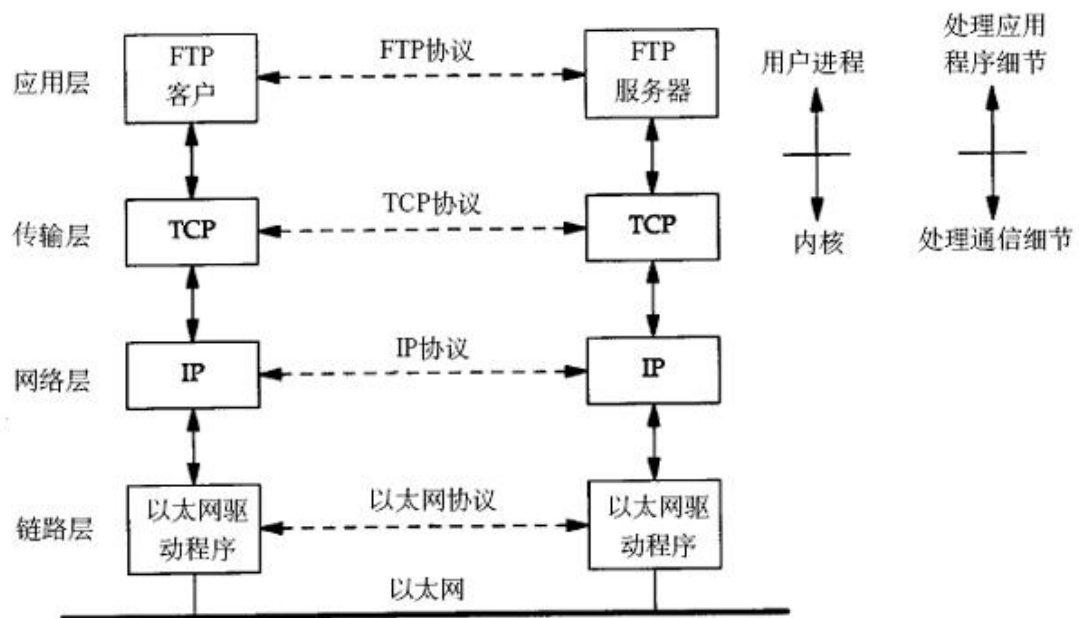 FTP
客户
FTP协议
FTP
服务器
应用层
用户进程
处理应用
程序细节
TCP
TCP协议
TCP
传输层
内核
处理通信细节
IP
IP协议
IP
网络层
以太网驱
动程序
以太网协议
以太网驱
动程序
链路层
以太网